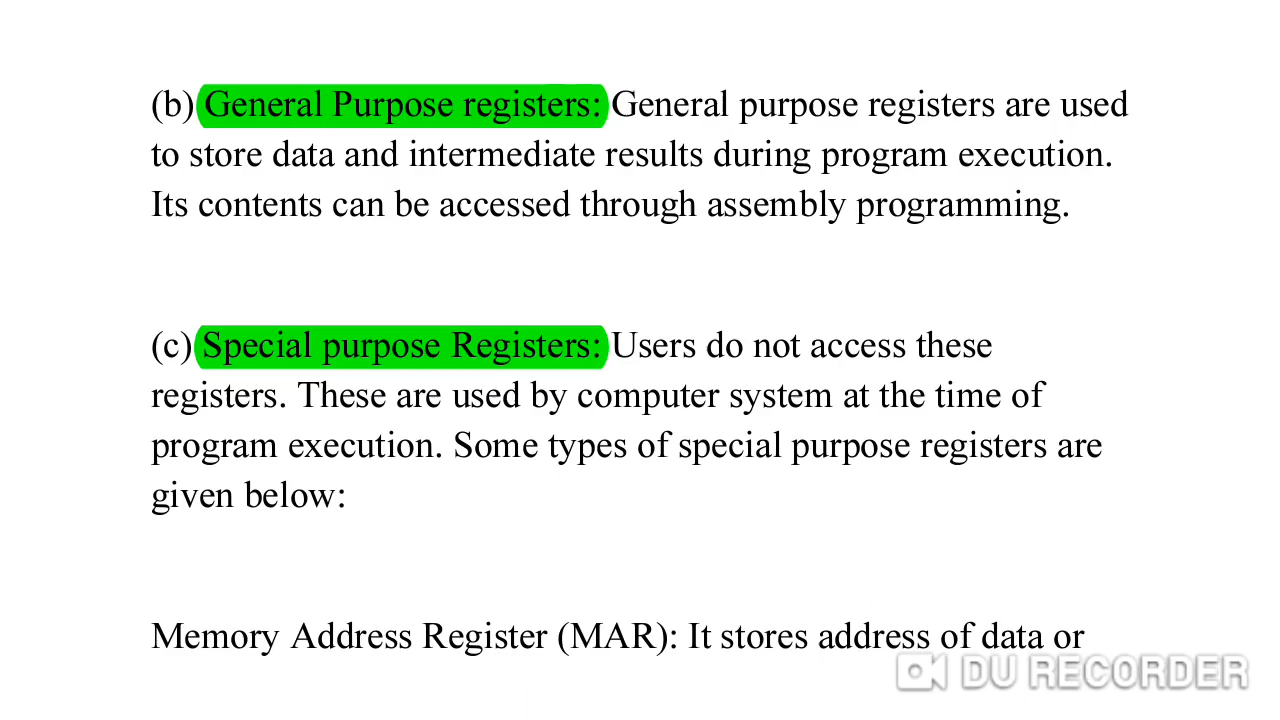 (b) General Purpose registers: General purpose registers are used
to store data and intermediate results during program execution.
Its contents can be accessed through assembly programming.
(c) Special purpose Registers: Users do not access these
registers. These are used by computer system at the time of
program execution. Some types of special purpose registers are
given below:
Memory Address Register (MAR): It stores address of data or
DU RECORDER